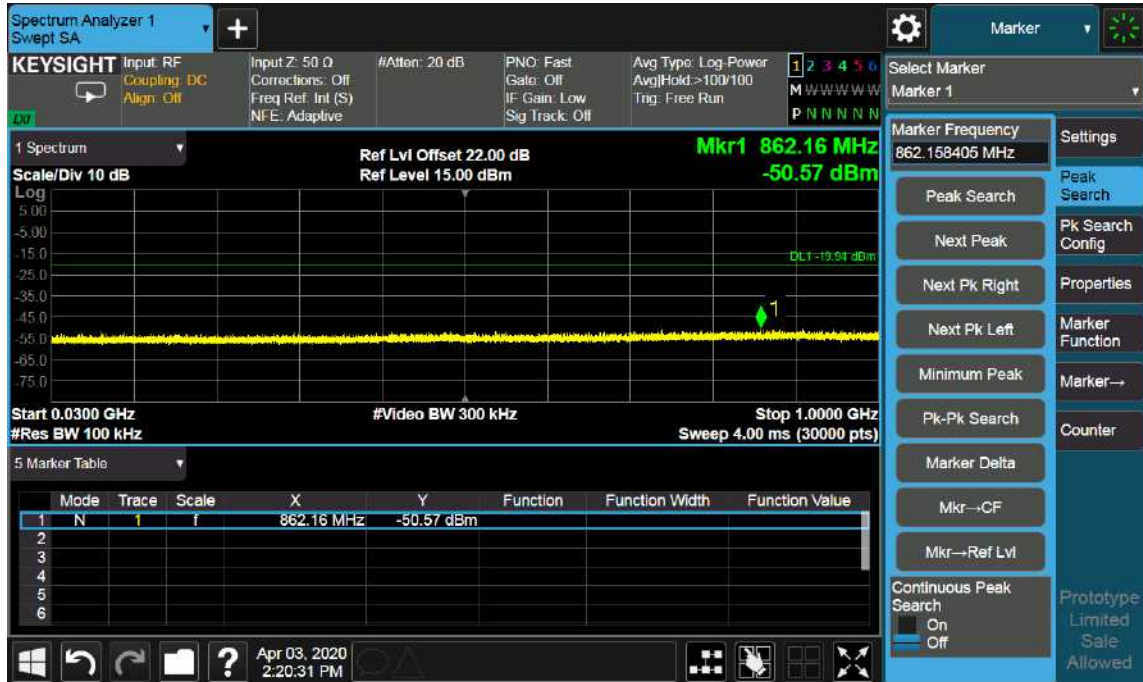 Spectrum Analyzer 1
Swept SA
+
Marker
KEYSIGHT
Input: RF
Coupling: DC
Align: Off
Input Z: 50 Ω
Corrections: Off
Freq Ref: Int (S)
NFE: Adaptive
#Atten: 20 dB
PNO: Fast
Gate: Off
IF Gain: Low
Sig Track: Off
Avg Type: Log-Power
Avg|Hold:>100/100
Trig: Free Run
1 2 3 4 5 6
M W W W W W
P N N N N N
LXI
Select Marker
Marker 1
1 Spectrum
Scale/Div 10 dB
Ref Lvl Offset 22.00 dB
Ref Level 15.00 dBm
Mkr1 862.16 MHz
-50.57 dBm
Log
5.00
-5.00
-15.0
-25.0
-35.0
-45.0
-55.0
-65.0
-75.0
DL1 -19.94 dBm
1
Start 0.0300 GHz
#Res BW 100 kHz
#Video BW 300 kHz
Stop 1.0000 GHz
Sweep 4.00 ms (30000 pts)
5 Marker Table
Mode Trace Scale X Y Function Function Width Function Value
1 N 1 f 862.16 MHz -50.57 dBm
2
3
4
5
6
Marker Frequency
862.158405 MHz
Peak Search
Next Peak
Next Pk Right
Next Pk Left
Minimum Peak
Pk-Pk Search
Marker Delta
Mkr→CF
Mkr→Ref Lvl
Continuous Peak
Search
On
Off
Settings
Peak
Search
Pk Search
Config
Properties
Marker
Function
Marker→
Counter
Prototype
Limited
Sale
Allowed
?
Apr 03, 2020
2:20:31 PM